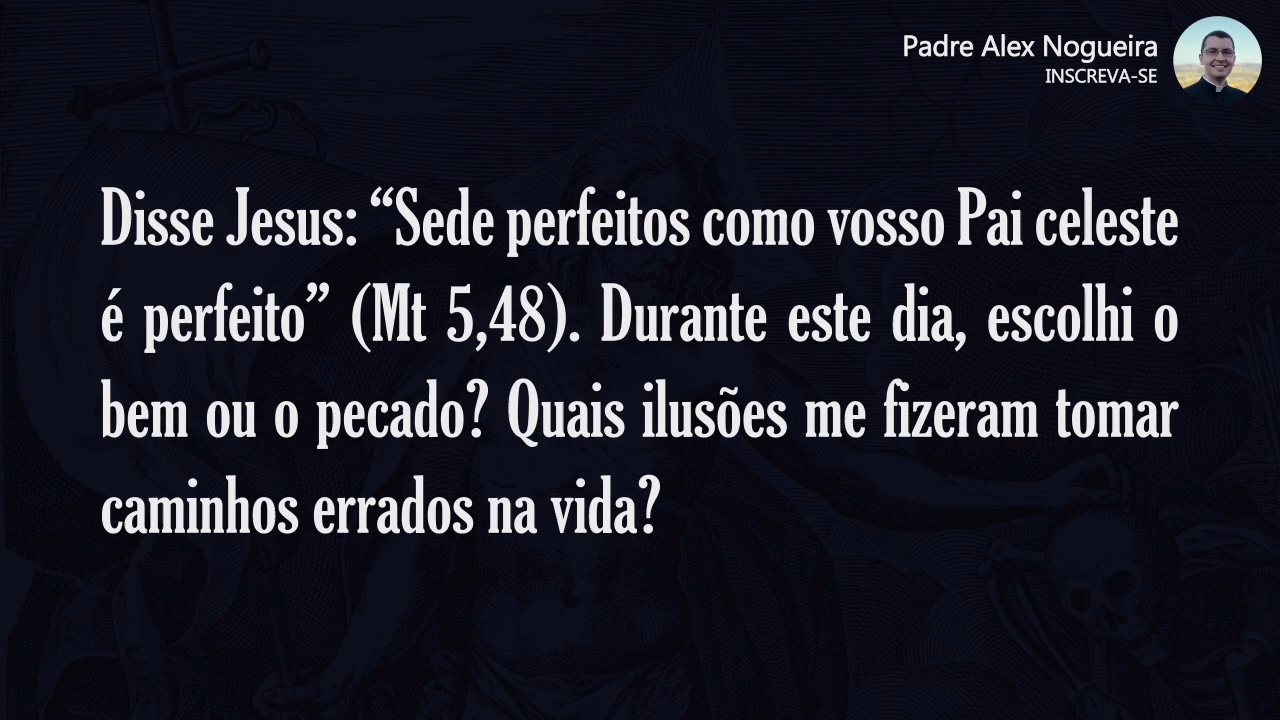 Padre Alex Nogueira
INSCREVA-SE
Disse Jesus: “Sede perfeitos como vosso Pai celeste
é perfeito” (Mt 5,48). Durante este dia, escolhi o
bem ou o pecado? Quais ilusões me fizeram tomar
caminhos errados na vida?